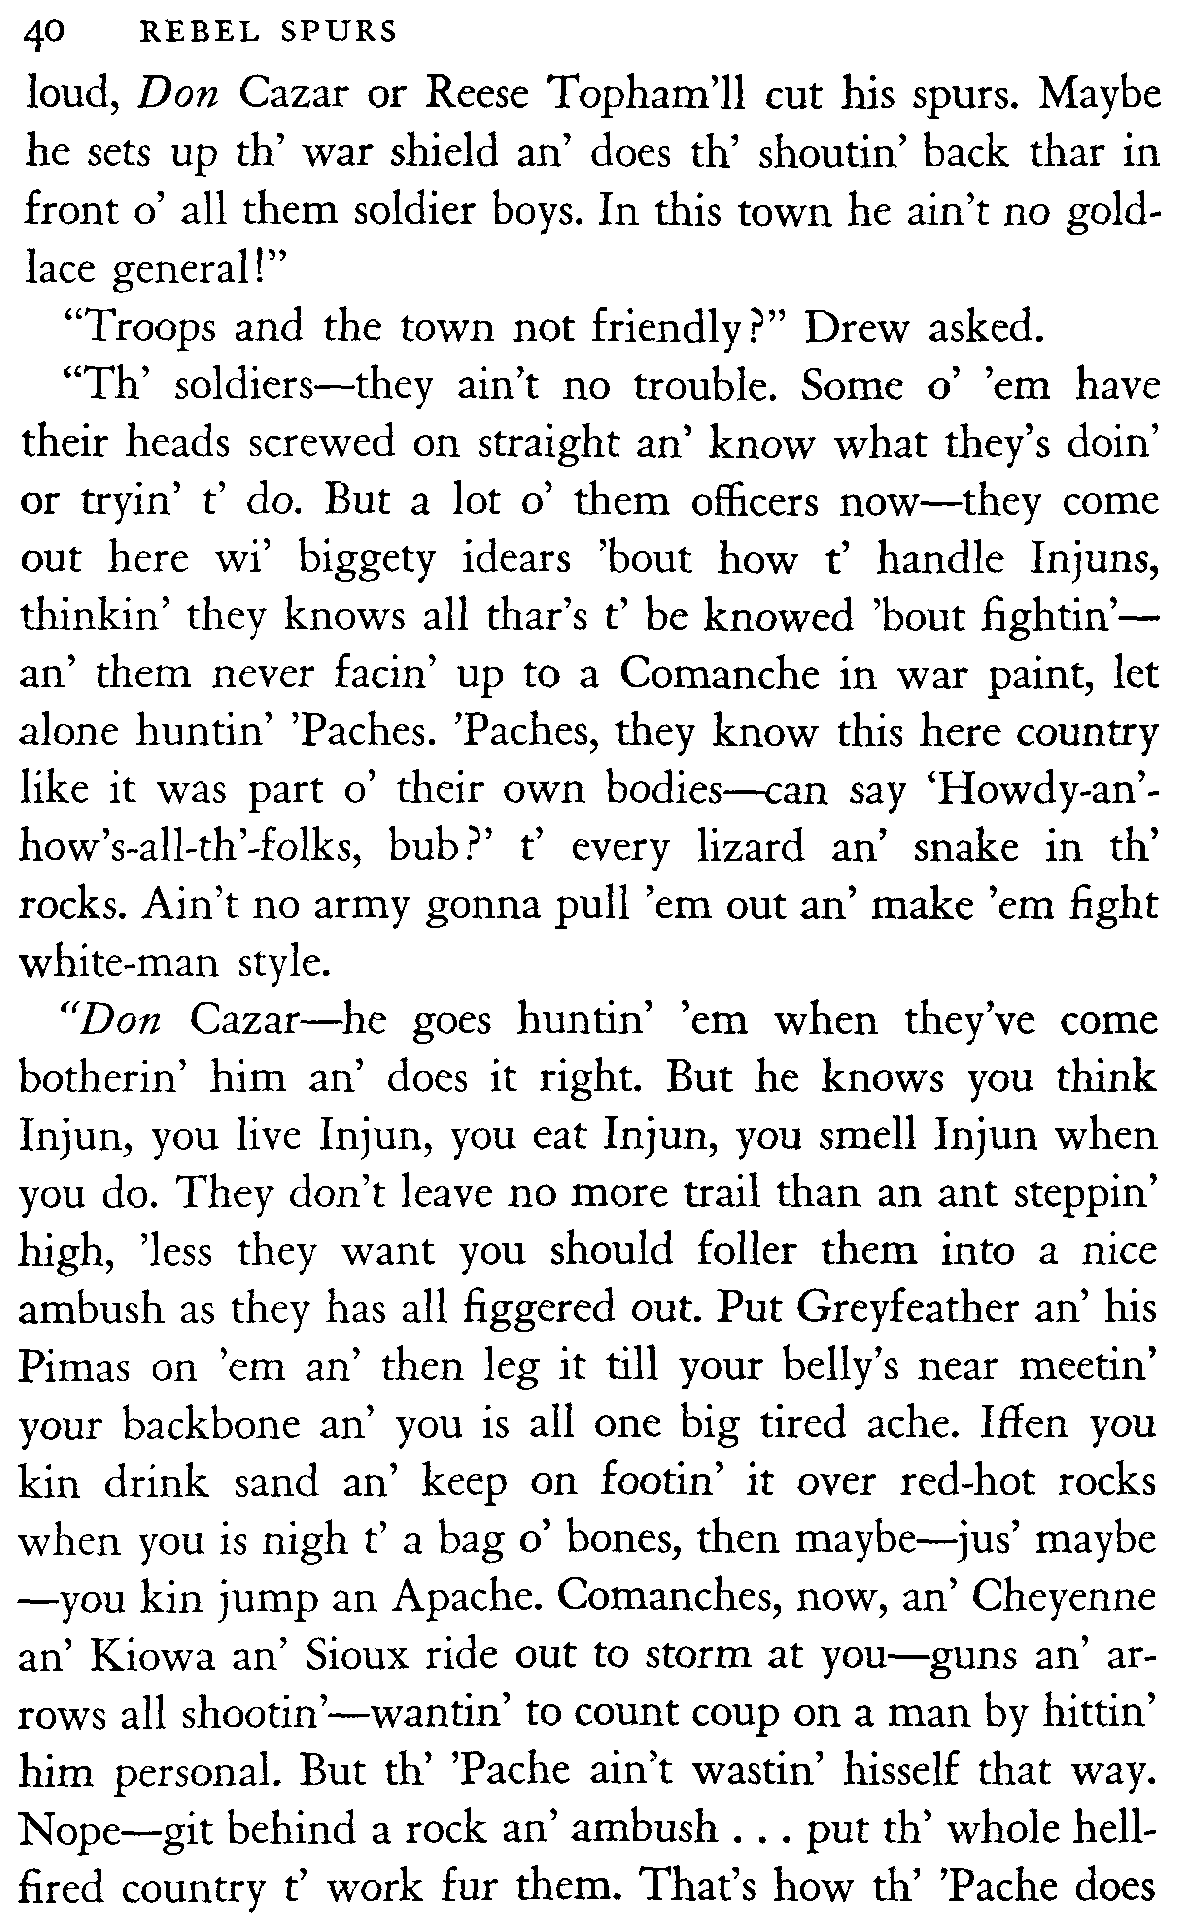 40 REBEL SPURS
loud, Don Cazar or Reese Topham'll cut his spurs. Maybe
he sets up th' war shield an' does th' shoutin' back thar in
front o' all them soldier boys. In this town he ain't no gold-
lace general!”
“Troops and the town not friendly?” Drew asked.
“Th' soldiers—they ain't no trouble. Some o' 'em have
their heads screwed on straight an' know what they's doin'
or tryin' t' do. But a lot o' them officers now—they come
out here wi' biggety idears 'bout how t' handle Injuns,
thinkin' they knows all thar's t' be knowed 'bout fightin'—
an' them never facin' up to a Comanche in war paint, let
alone huntin' 'Paches. 'Paches, they know this here country
like it was part o' their own bodies—can say ‘Howdy-an'-
how's-all-th'-folks, bub?’ t' every lizard an' snake in th'
rocks. Ain't no army gonna pull 'em out an' make 'em fight
white-man style.
“Don Cazar—he goes huntin' 'em when they've come
botherin' him an' does it right. But he knows you think
Injun, you live Injun, you eat Injun, you smell Injun when
you do. They don't leave no more trail than an ant steppin'
high, 'less they want you should foller them into a nice
ambush as they has all figgered out. Put Greyfeather an' his
Pimas on 'em an' then leg it till your belly's near meetin'
your backbone an' you is all one big tired ache. Iffen you
kin drink sand an' keep on footin' it over red-hot rocks
when you is nigh t' a bag o' bones, then maybe—jus' maybe
—you kin jump an Apache. Comanches, now, an' Cheyenne
an' Kiowa an' Sioux ride out to storm at you—guns an' ar-
rows all shootin'—wantin' to count coup on a man by hittin'
him personal. But th' 'Pache ain't wastin' hisself that way.
Nope—git behind a rock an' ambush . . . put th' whole hell-
fired country t' work fur them. That's how th' 'Pache does